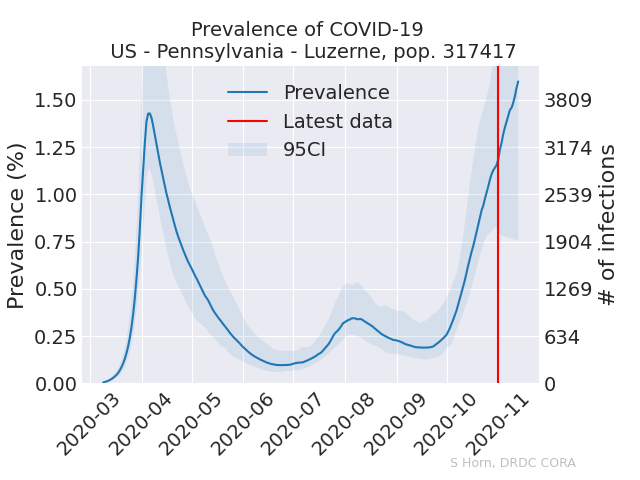 Prevalence of COVID-19
US - Pennsylvania - Luzerne, pop. 317417
Prevalence
Latest data
95CI
Prevalence (%)
1.50
1.25
1.00
0.75
0.50
0.25
0.00
3809
3174
2539
1904
1269
634
0
# of infections
2020-03
2020-04
2020-05
2020-06
2020-07
2020-08
2020-09
2020-10
2020-11
S Horn, DRDC CORA